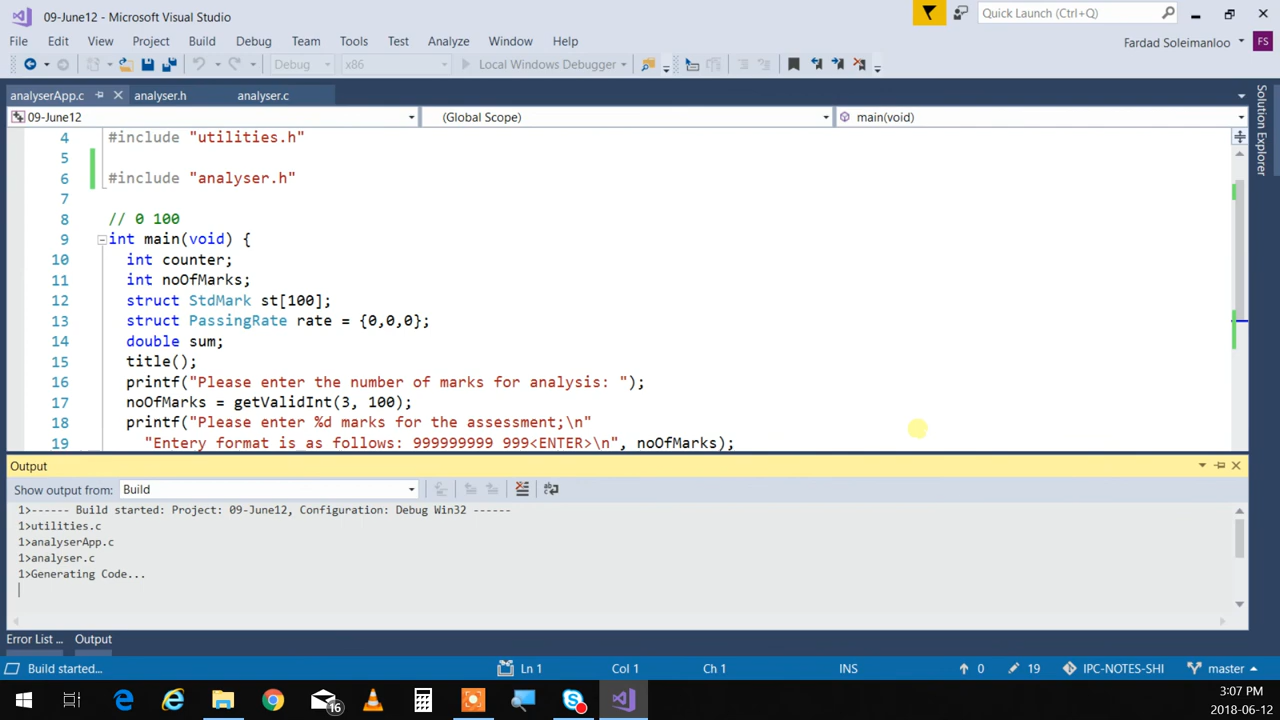 09-June12 - Microsoft Visual Studio
Quick Launch (Ctrl+Q)
File Edit View Project Build Debug Team Tools Test Analyze Window Help
Fardad Soleimanloo FS
Debug x86 Local Windows Debugger
analyserApp.c analyser.h analyser.c
Solution Explorer
09-June12 (Global Scope) main(void)
4 #include "utilities.h"
5
6 #include "analyser.h"
7
8 // 0 100
9 int main(void) {
10 int counter;
11 int noOfMarks;
12 struct StdMark st[100];
13 struct PassingRate rate = {0,0,0};
14 double sum;
15 title();
16 printf("Please enter the number of marks for analysis: ");
17 noOfMarks = getValidInt(3, 100);
18 printf("Please enter %d marks for the assessment;\n"
19 "Entery format is as follows: 999999999 999<ENTER>\n", noOfMarks);
Output
Show output from: Build
1>------ Build started: Project: 09-June12, Configuration: Debug Win32 ------
1>utilities.c
1>analyserApp.c
1>analyser.c
1>Generating Code...
Error List ... Output
Build started... Ln 1 Col 1 Ch 1 INS 0 19 IPC-NOTES-SHI master
16
3:07 PM
2018-06-12